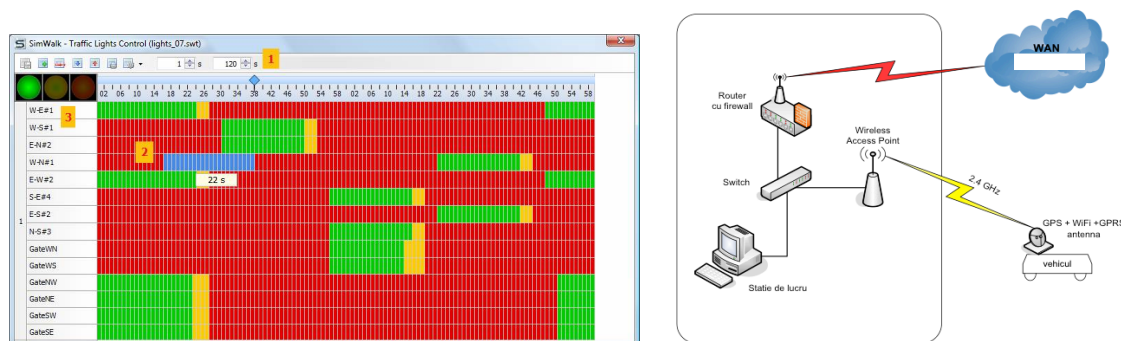 SimWalk - Traffic Lights Control (lights_07.swt)
1 s 120 s 1
02 06 10 14 18 22 26 30 34 38 42 46 50 54 58 02 06 10 14 18 22 26 30 34 38 42 46 50 54 58
W-E#1 3
W-S#1
E-N#2 2
W-N#1
E-W#2 22 s
S-E#4
E-S#2
1
N-S#3
GateWN
GateWS
GateNW
GateNE
GateSW
GateSE
WAN
Router
cu firewall
Wireless
Access Point
Switch
2.4 GHz
GPS + WiFi +GPRS
antenna
vehicul
Statie de lucru